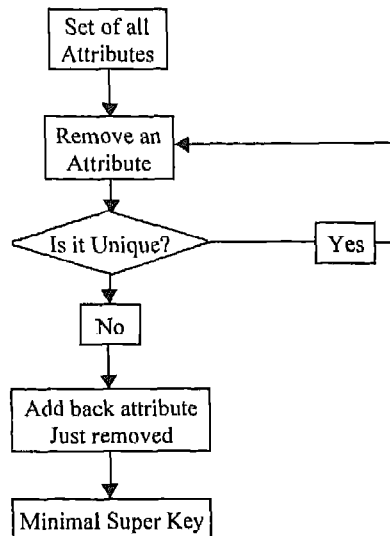 Set of all
Attributes
Remove an
Attribute
Is it Unique?
Yes
No
Add back attribute
Just removed
Minimal Super Key